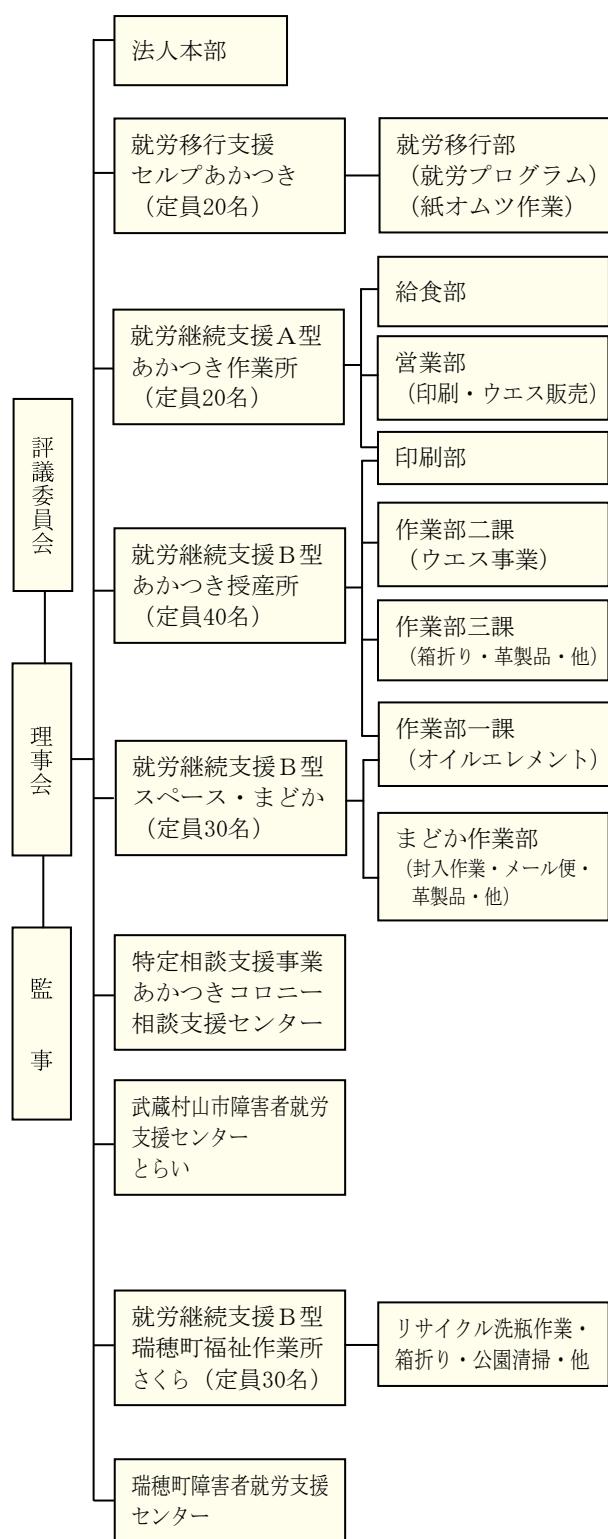 法人本部
就労移行支援
セルプあかつき
（定員20名）
就労移行部
（就労プログラム）
（紙オムツ作業）
就労継続支援Ａ型
あかつき作業所
（定員20名）
給食部
営業部
（印刷・ウエス販売）
印刷部
就労継続支援Ｂ型
あかつき授産所
（定員40名）
作業部二課
（ウエス事業）
作業部三課
（箱折り・革製品・他）
作業部一課
（オイルエレメント）
就労継続支援Ｂ型
スペース・まどか
（定員30名）
まどか作業部
（封入作業・メール便・
革製品・他）
評議委員会
理事会
監事
特定相談支援事業
あかつきコロニー
相談支援センター
武蔵村山市障害者就労
支援センター
とらい
就労継続支援Ｂ型
瑞穂町福祉作業所
さくら（定員30名）
リサイクル洗瓶作業・
箱折り・公園清掃・他
瑞穂町障害者就労支援
センター